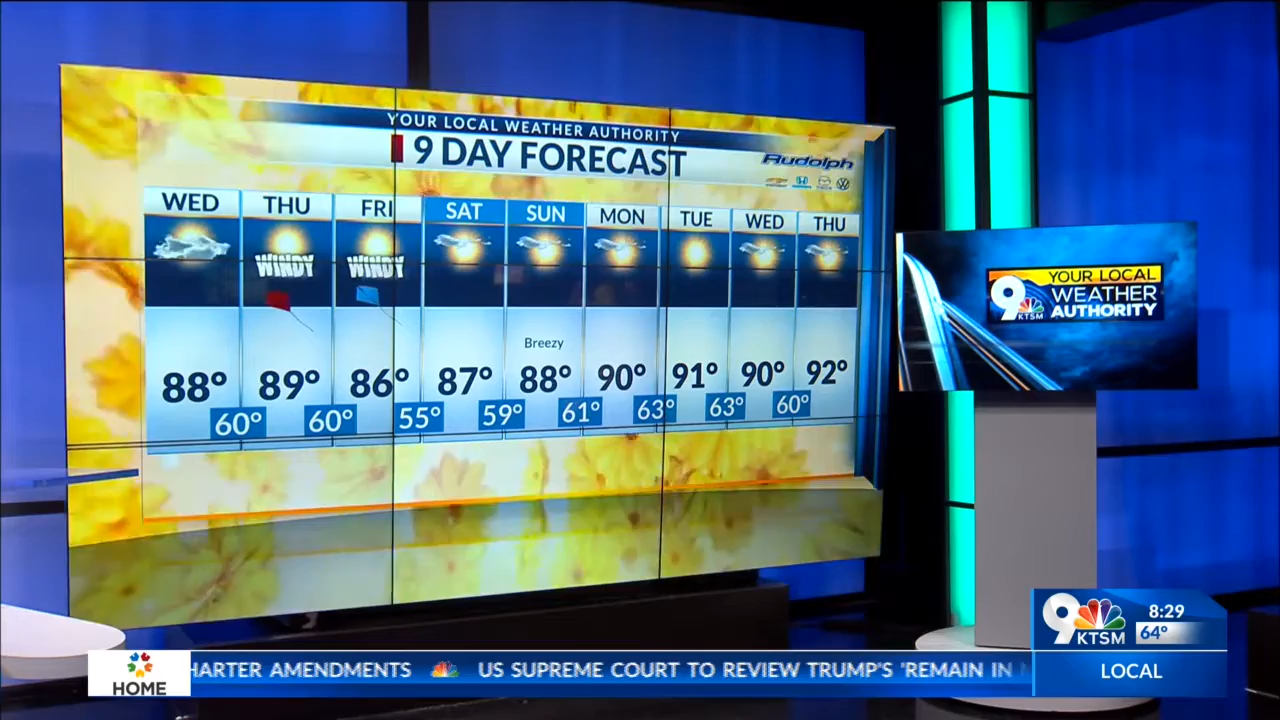 YOUR LOCAL WEATHER AUTHORITY
9 DAY FORECAST
Rudolph
WED THU FRI SAT SUN MON TUE WED THU
WINDY WINDY
Breezy
88° 89° 86° 87° 88° 90° 91° 90° 92°
60° 60° 55° 59° 61° 63° 63° 60°
9 KTSM
YOUR LOCAL
WEATHER
AUTHORITY
9 KTSM
8:29
64°
LOCAL
HOME
HARTER AMENDMENTS US SUPREME COURT TO REVIEW TRUMP'S 'REMAIN IN